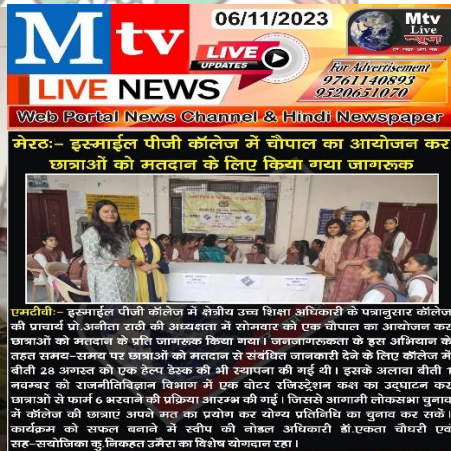 06/11/2023
M tv
LIVE UPDATES
LIVE NEWS
Mtv
Live
न्यूज
For Advertisement
9761140893
9520651070
Web Portal News Channel & Hindi Newspaper
मेरठः- इस्माईल पीजी कॉलेज में चौपाल का आयोजन कर
छात्राओं को मतदान के लिए किया गया जागरूक
एमटीवीः- इस्माईल पीजी कॉलेज में क्षेत्रीय उच्च शिक्षा अधिकारी के पत्रानुसार कॉलेज
की प्राचार्य प्रो.अनीता राठी की अध्यक्षता में सोमवार को एक चौपाल का आयोजन कर
छात्राओं को मतदान के प्रति जागरूक किया गया। जनजागरूकता के इस अभियान के
तहत समय-समय पर छात्राओं को मतदान से संबंधित जानकारी देने के लिए कॉलेज में
बीती 28 अगस्त को एक हेल्प डेस्क की भी स्थापना की गई थी। इसके अलावा बीती 1
नवम्बर को राजनीतिविज्ञान विभाग में एक वोटर रजिस्ट्रेशन कक्ष का उद्घाटन कर
छात्राओं से फार्म 6 भरवाने की प्रक्रिया आरम्भ की गई। जिससे आगामी लोकसभा चुनाव
में कॉलेज की छात्राएं अपने मत का प्रयोग कर योग्य प्रतिनिधि का चुनाव कर सकें।
कार्यक्रम को सफल बनाने में स्वीप की नोडल अधिकारी डॉ.एकता चौधरी एवं
सह-सयोजिका कु.निकहत उमैरा का विशेष योगदान रहा।